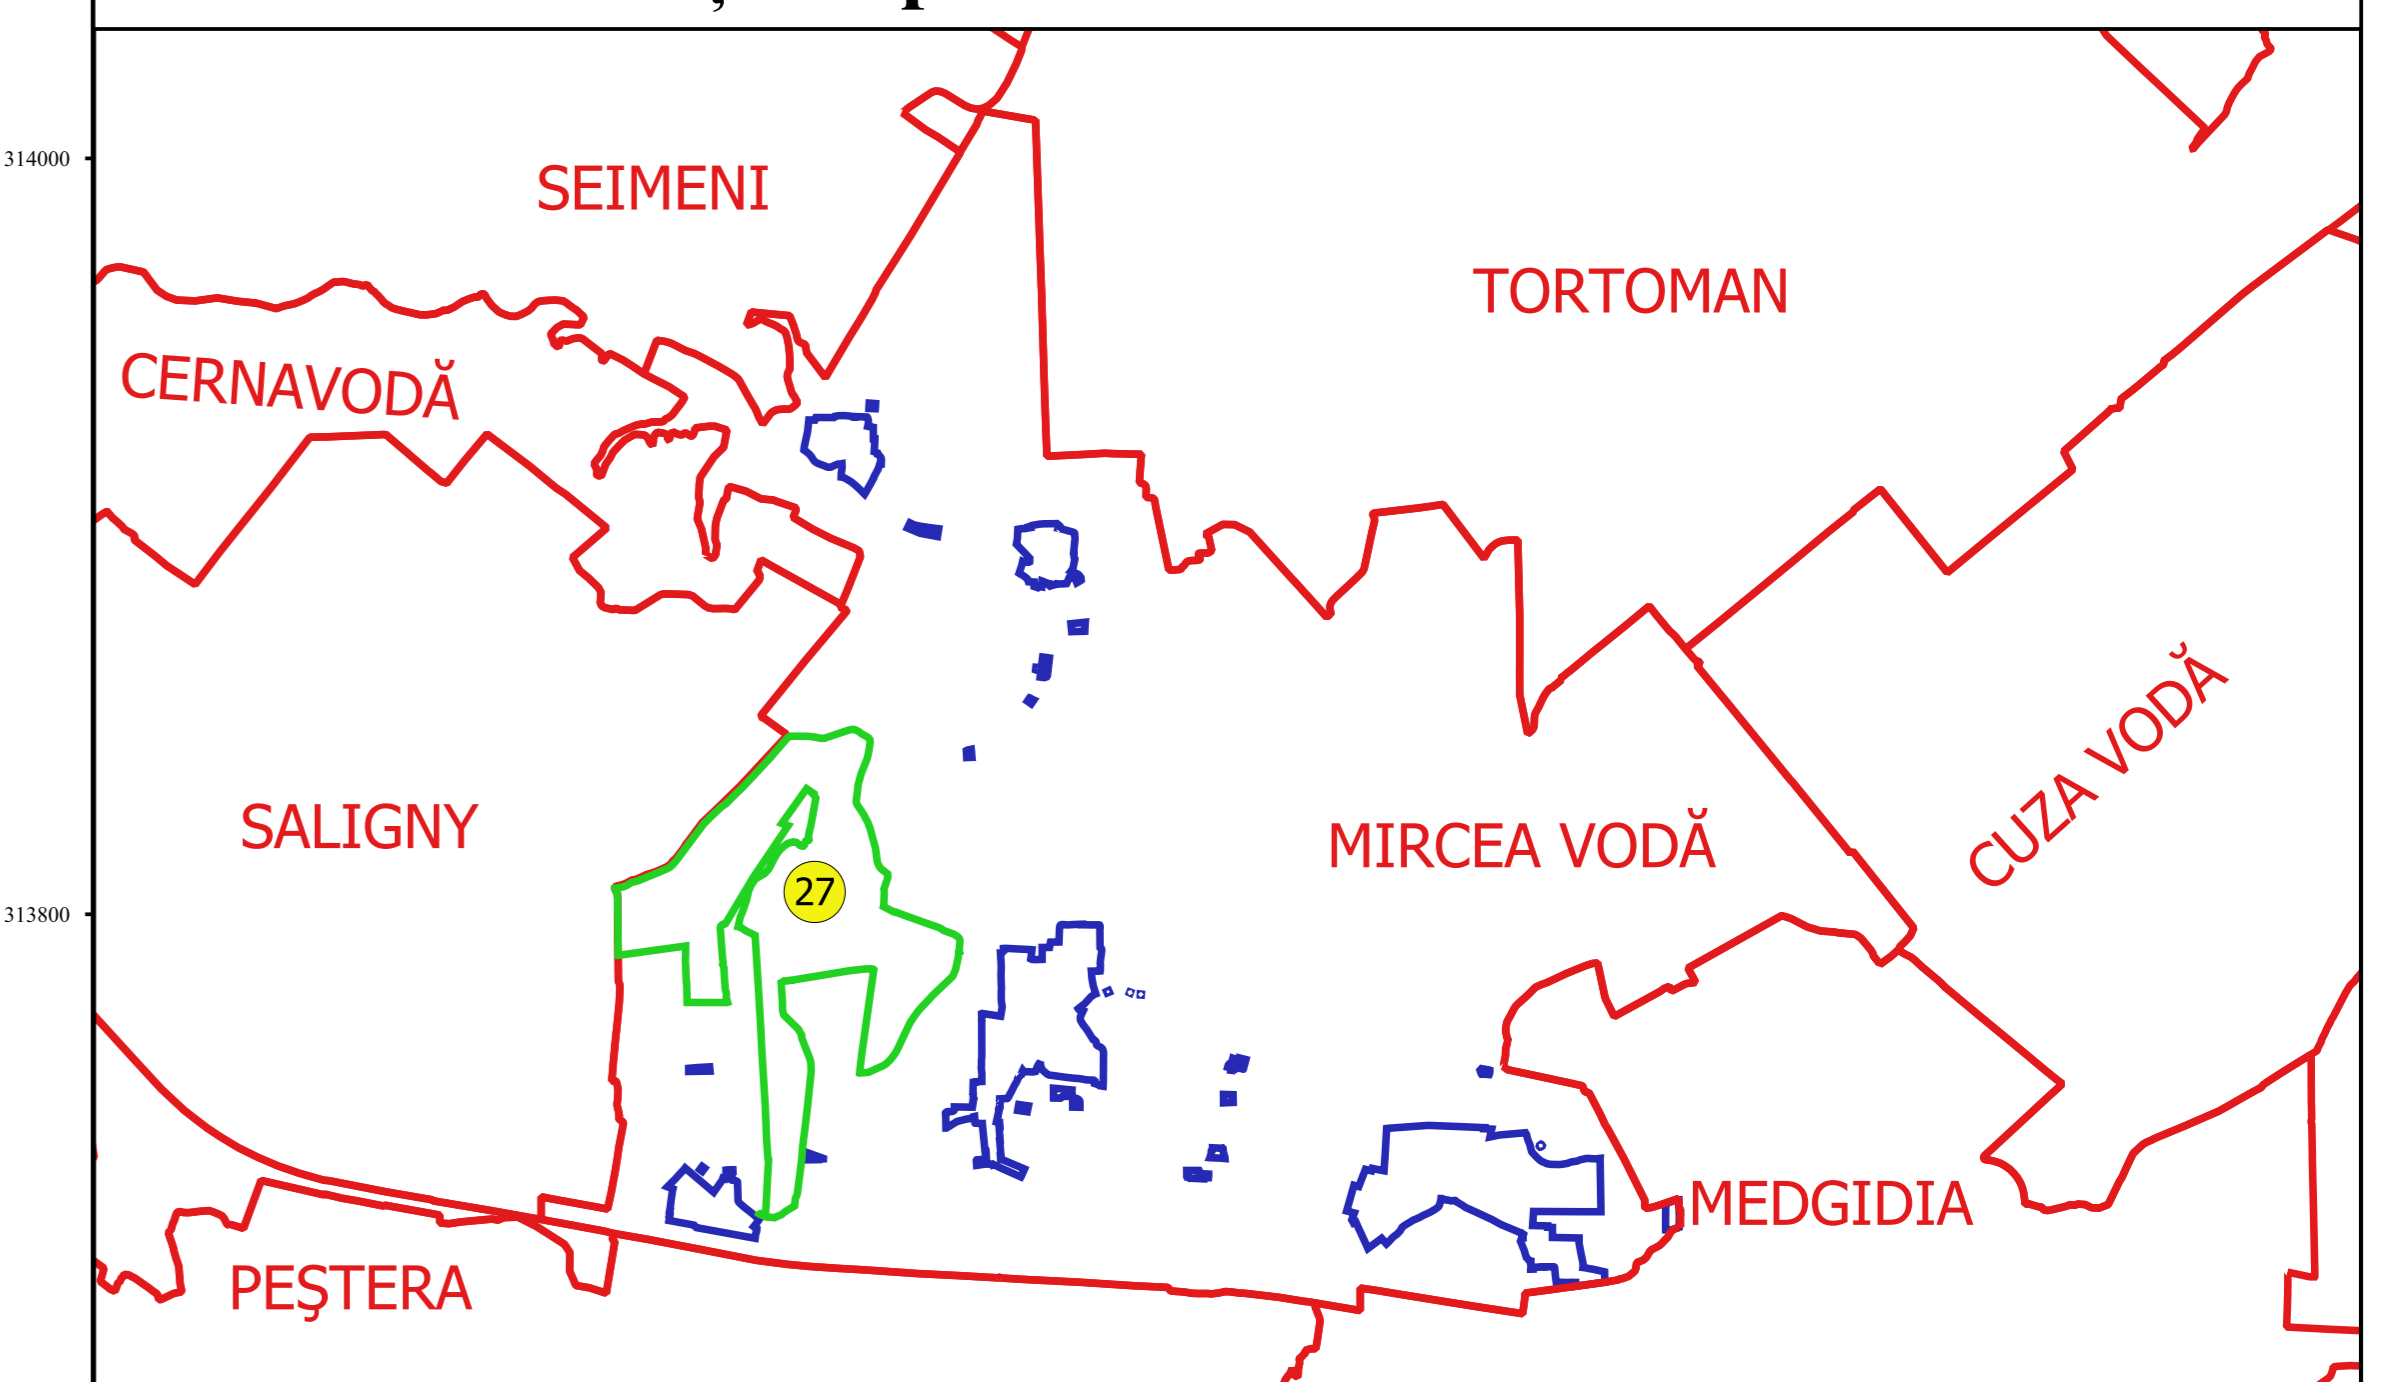 314000
SEIMENI
TORTOMAN
CERNAVODĂ
CUZA VODĂ
SALIGNY
MIRCEA VODĂ
27
313800
MEDGIDIA
PEŞTERA